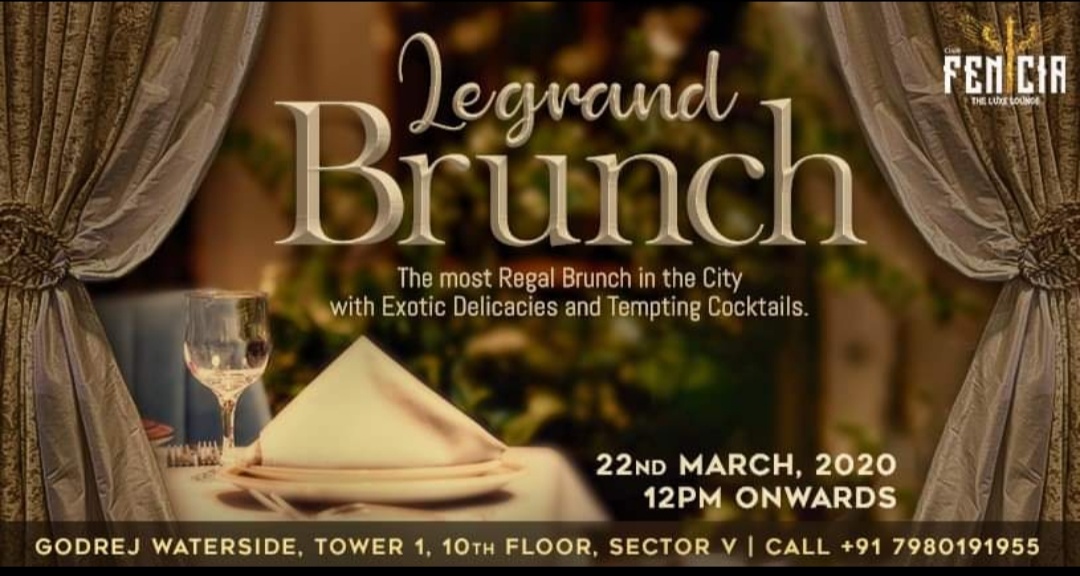 CLUB
FENICIA
THE LUXE LOUNGE
Legrand
Brunch
The most Regal Brunch in the City
with Exotic Delicacies and Tempting Cocktails.
22ND MARCH, 2020
12PM ONWARDS
GODREJ WATERSIDE, TOWER 1, 10TH FLOOR, SECTOR V | CALL +91 7980191955